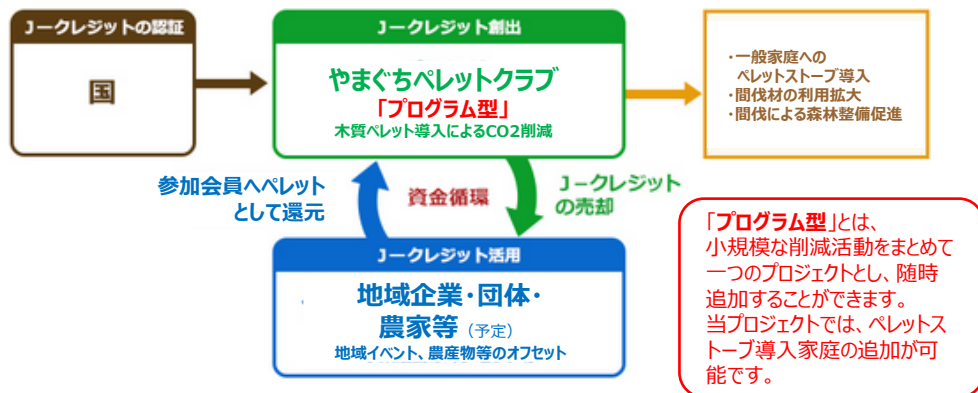 Jークレジットの認証
国
Jークレジット創出
やまぐちペレットクラブ
「プログラム型」
木質ペレット導入によるCO2削減
・一般家庭への
ペレットストーブ導入
・間伐材の利用拡大
・間伐による森林整備促進
参加会員へペレット
として還元
資金循環
Jークレジット
の売却
Jークレジット活用
地域企業・団体・
農家等（予定）
地域イベント、農産物等のオフセット
「プログラム型」とは、
小規模な削減活動をまとめて
一つのプロジェクトとし、随時
追加することができます。
当プロジェクトでは、ペレットス
トーブ導入家庭の追加が可
能です。